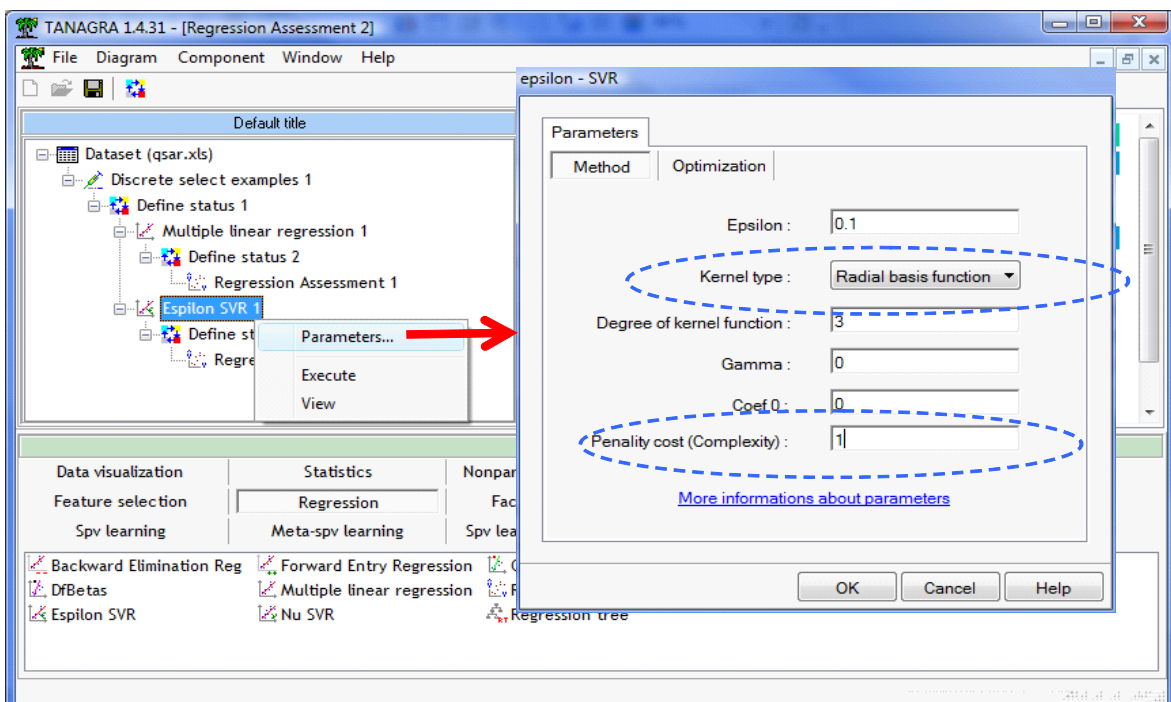 TANAGRA 1.4.31 - [Regression Assessment 2]
File Diagram Component Window Help
Default title
Dataset (qsar.xls)
Discrete select examples 1
Define status 1
Multiple linear regression 1
Define status 2
Regression Assessment 1
Espilon SVR 1
Define st
Regre
Parameters...
Execute
View
epsilon - SVR
Parameters
Method Optimization
Epsilon : 0.1
Kernel type : Radial basis function
Degree of kernel function : 3
Gamma : 0
Coef 0 : 0
Penality cost (Complexity) : 1
More informations about parameters
OK Cancel Help
Data visualization Statistics Nonpar
Feature selection Regression Fac
Spv learning Meta-spv learning Spv lea
Backward Elimination Reg Forward Entry Regression
DfBetas Multiple linear regression
Espilon SVR Nu SVR Regression tree